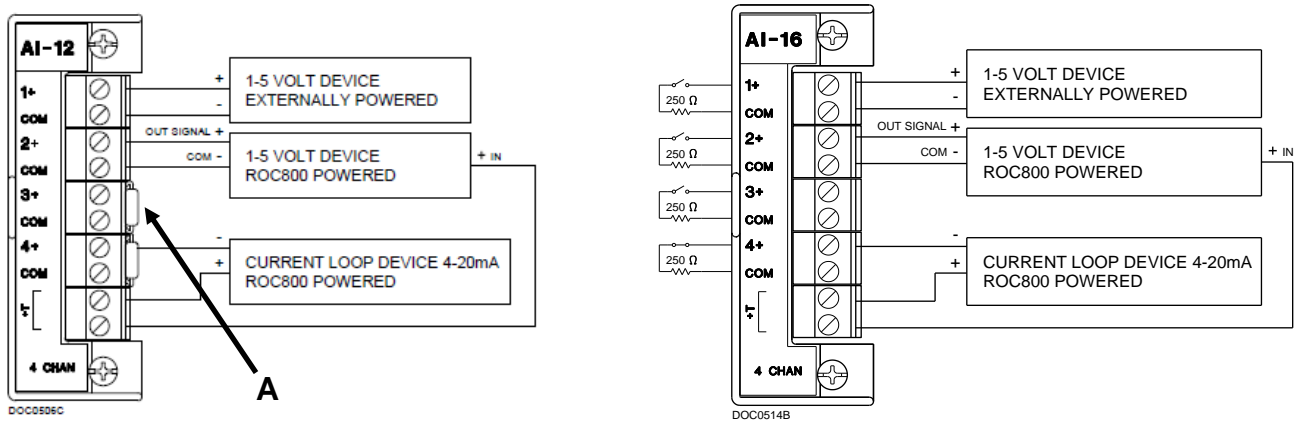 AI-12
1+
COM
2+
COM
3+
COM
4+
COM
+T
4 CHAN
+
-
1-5 VOLT DEVICE
EXTERNALLY POWERED
OUT SIGNAL +
COM -
1-5 VOLT DEVICE
ROC800 POWERED
+ IN
-
+
CURRENT LOOP DEVICE 4-20mA
ROC800 POWERED
A
DOC0506C
AI-16
250 Ω
250 Ω
250 Ω
250 Ω
1+
COM
2+
COM
3+
COM
4+
COM
+T
4 CHAN
+
-
1-5 VOLT DEVICE
EXTERNALLY POWERED
OUT SIGNAL +
COM -
1-5 VOLT DEVICE
ROC800 POWERED
+ IN
-
+
CURRENT LOOP DEVICE 4-20mA
ROC800 POWERED
DOC0514B